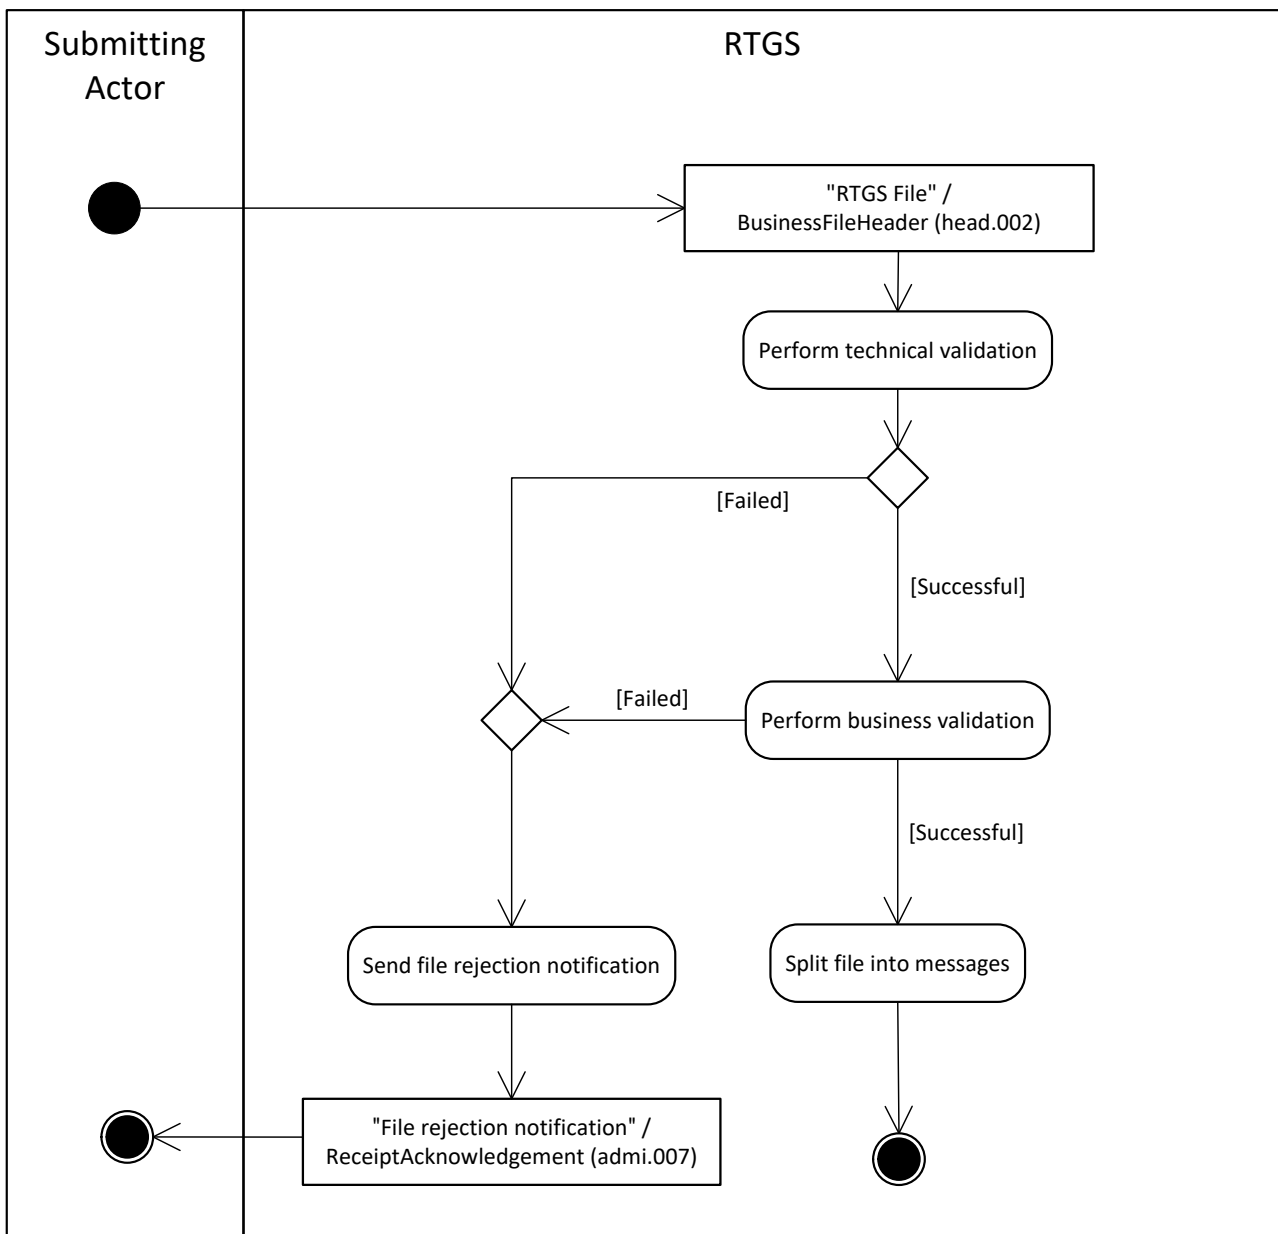 Submitting
Actor
RTGS
"RTGS File" /
BusinessFileHeader (head.002)
Perform technical validation
[Failed]
[Successful]
[Failed]
Perform business validation
[Successful]
Send file rejection notification
Split file into messages
"File rejection notification" /
ReceiptAcknowledgement (admi.007)